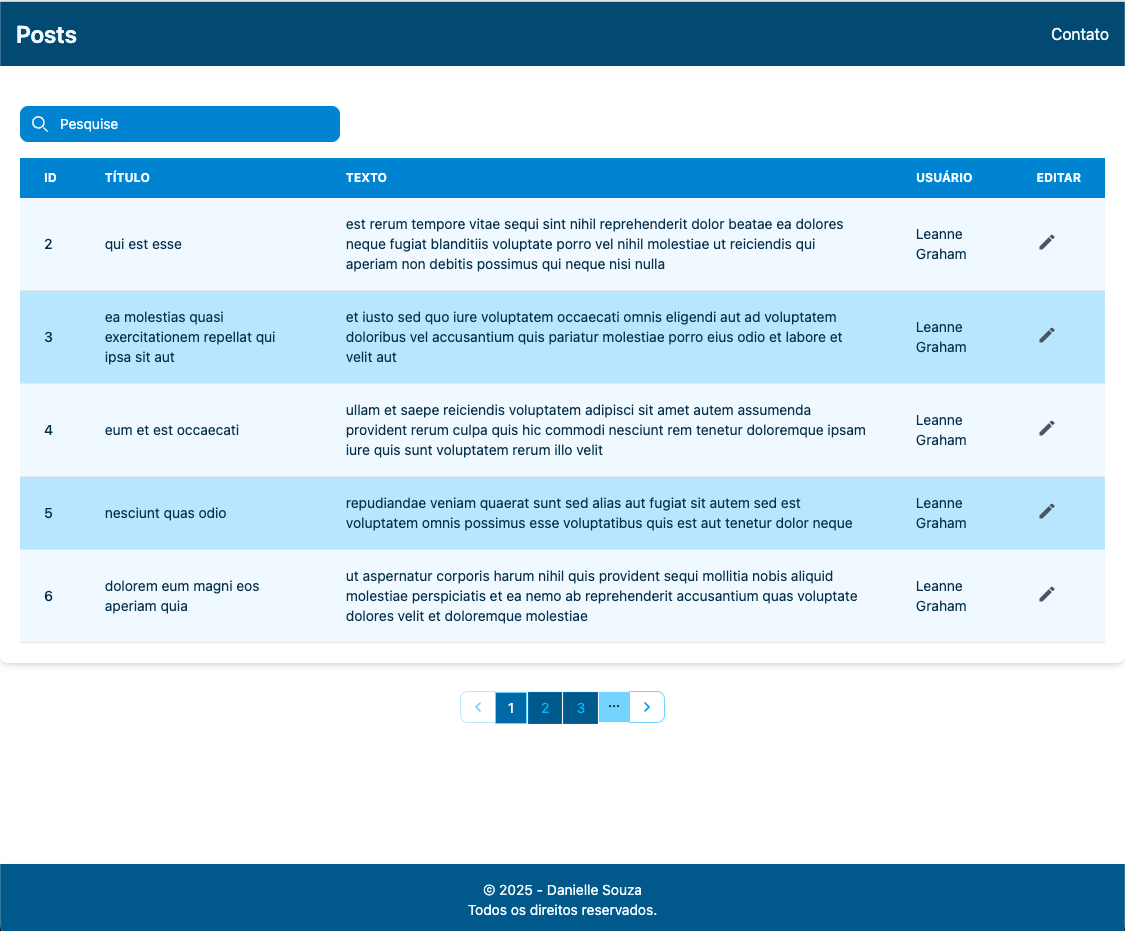 Posts
Contato
Pesquise
ID TÍTULO TEXTO USUÁRIO EDITAR
2
qui est esse
est rerum tempore vitae sequi sint nihil reprehenderit dolor beatae ea dolores
neque fugiat blanditiis voluptate porro vel nihil molestiae ut reiciendis qui
aperiam non debitis possimus qui neque nisi nulla
Leanne
Graham
3
ea molestias quasi
exercitationem repellat qui
ipsa sit aut
et iusto sed quo iure voluptatem occaecati omnis eligendi aut ad voluptatem
doloribus vel accusantium quis pariatur molestiae porro eius odio et labore et
velit aut
Leanne
Graham
4
eum et est occaecati
ullam et saepe reiciendis voluptatem adipisci sit amet autem assumenda
provident rerum culpa quis hic commodi nesciunt rem tenetur doloremque ipsam
iure quis sunt voluptatem rerum illo velit
Leanne
Graham
5
nesciunt quas odio
repudiandae veniam quaerat sunt sed alias aut fugiat sit autem sed est
voluptatem omnis possimus esse voluptatibus quis est aut tenetur dolor neque
Leanne
Graham
6
dolorem eum magni eos
aperiam quia
ut aspernatur corporis harum nihil quis provident sequi mollitia nobis aliquid
molestiae perspiciatis et ea nemo ab reprehenderit accusantium quas voluptate
dolores velit et doloremque molestiae
Leanne
Graham
1 2 3 ...
© 2025 - Danielle Souza
Todos os direitos reservados.